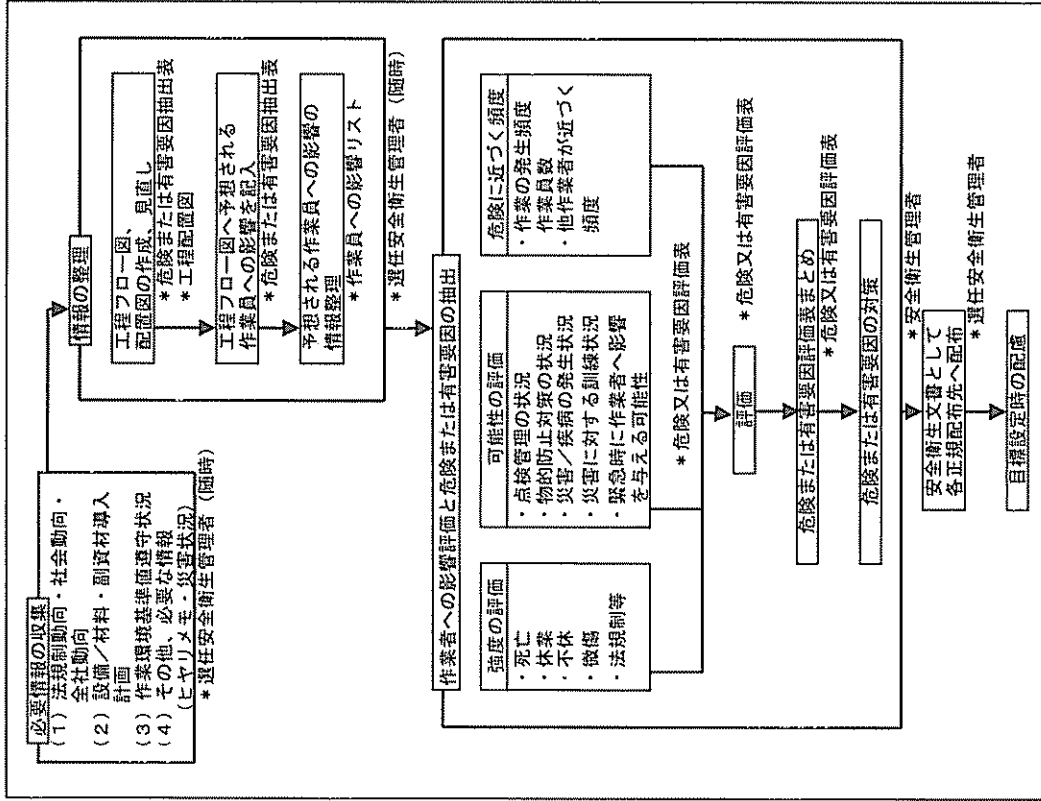 必要情報の収集
(1) 法規制動向・社会動向・
全社動向
(2) 設備/材料・副資材導入
計画
(3) 作業環境基準値遵守状況
(4) その他、必要な情報
(ヒヤリメモ・災害状況)
*選任安全衛生管理者(随時)
情報の整理
工程フロー図、
配置図の作成、見直し
*危険または有害要因抽出表
*工程配置図
工程フロー図へ予想される
作業員への影響を記入
*危険または有害要因抽出表
予想される作業員への影響の
情報整理
*作業員への影響リスト
*選任安全衛生管理者(随時)
作業者への影響評価と危険または有害要因の抽出
強度の評価
・死亡
・休業
・不休
・微傷
・法規制等
可能性の評価
・点検管理の状況
・物的防止対策の状況
・災害/疾病の発生状況
・災害に対する訓練状況
・緊急時に作業者へ影響
を与える可能性
危険に近づく頻度
・作業の発生頻度
作業員数
・他作業者が近づく
頻度
*危険又は有害要因評価表
評価
*危険又は有害要因評価表
危険または有害要因評価表まとめ
*危険又は有害要因評価表
危険または有害要因の対策
*安全衛生管理者
安全衛生文書として
各正規配布先へ配布
*選任安全衛生管理者
目標設定時の配慮